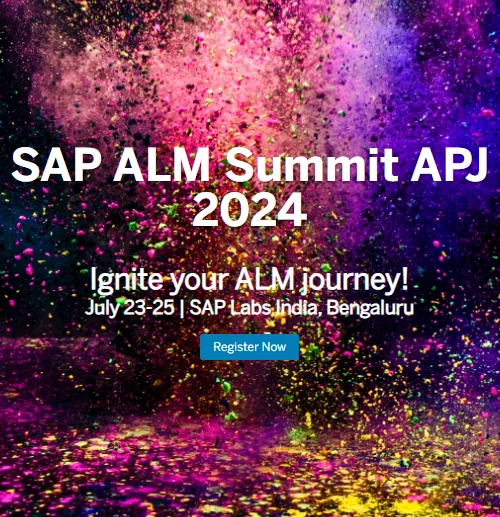 SAP ALM Summit APJ
2024
Ignite your ALM journey!
July 23-25 | SAP Labs India, Bengaluru
Register Now